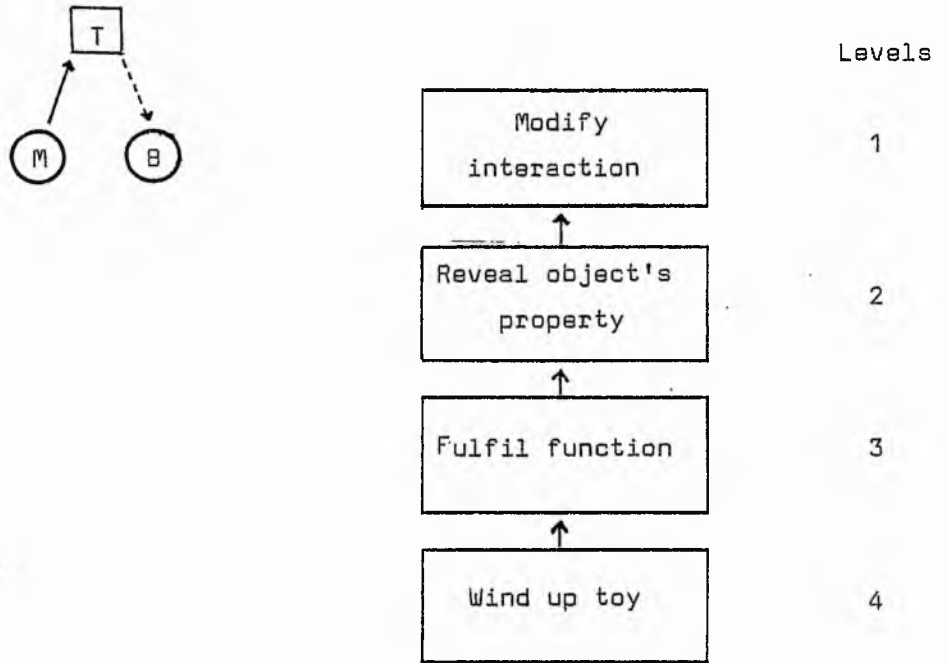 T
M B
Levels
Modify
interaction
1
Reveal object's
property
2
Fulfil function
3
Wind up toy
4